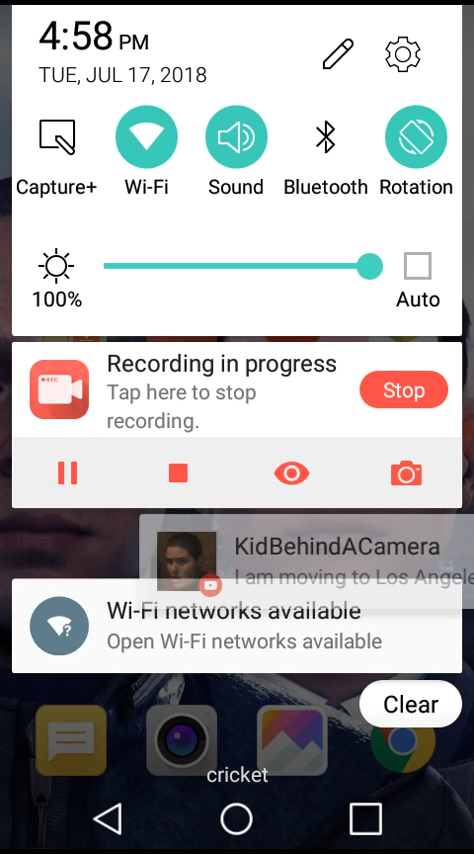 4:58 PM
TUE, JUL 17, 2018
Capture+ Wi-Fi Sound Bluetooth Rotation
100% Auto
REC
Recording in progress
Tap here to stop
recording.
Stop
KidBehindACamera
I am moving to Los Angele
Wi-Fi networks available
Open Wi-Fi networks available
Clear
cricket